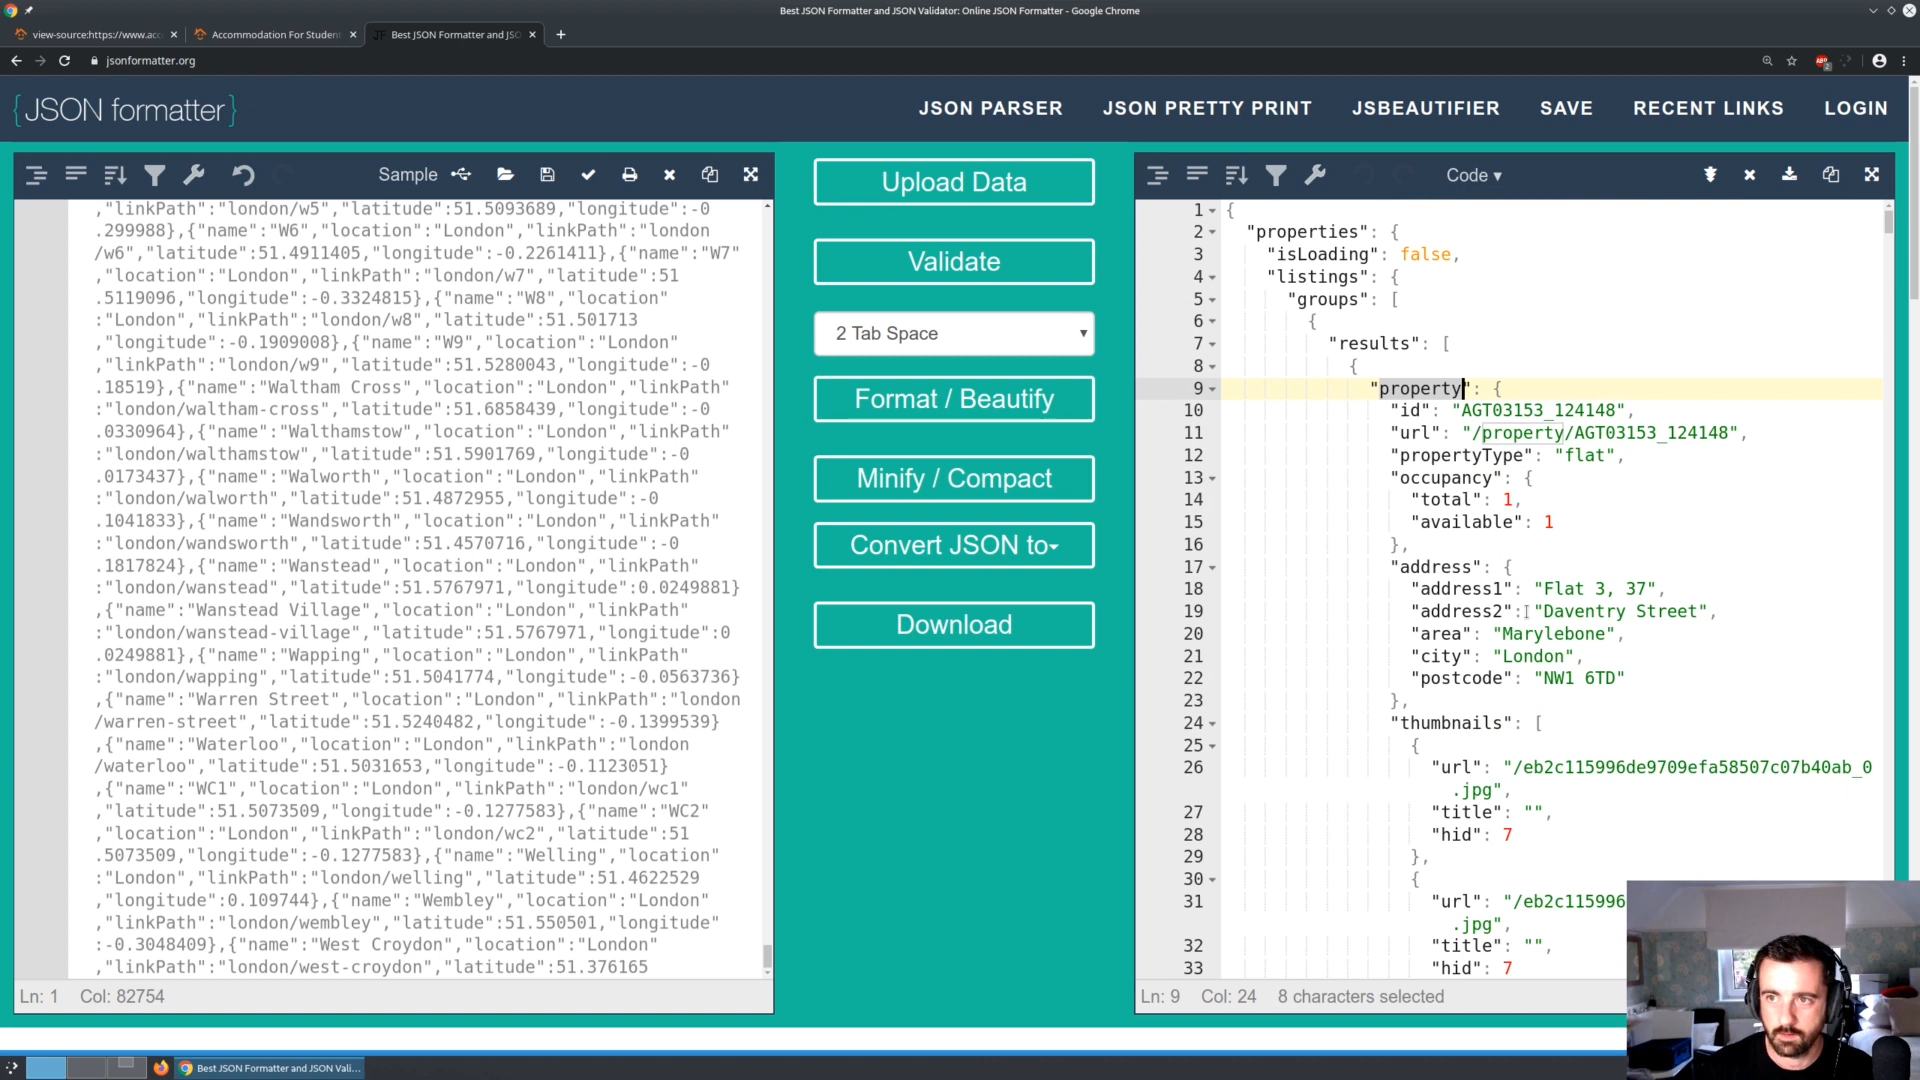 Best JSON Formatter and JSON Validator: Online JSON Formatter - Google Chrome
view-source:https://www.acc
Accommodation For Student
Best JSON Formatter and JSO
jsonformatter.org
{JSON formatter}
JSON PARSER
JSON PRETTY PRINT
JSBEAUTIFIER
SAVE
RECENT LINKS
LOGIN
Sample
,"linkPath":"london/w5","latitude":51.5093689,"longitude":-0
.299988},{"name":"W6","location":"London","linkPath":"london
/w6","latitude":51.4911405,"longitude":-0.2261411},{"name":"W7"
,"location":"London","linkPath":"london/w7","latitude":51
.5119096,"longitude":-0.3324815},{"name":"W8","location"
:"London","linkPath":"london/w8","latitude":51.501713
,"longitude":-0.1909008},{"name":"W9","location":"London"
,"linkPath":"london/w9","latitude":51.5280043,"longitude":-0
.18519},{"name":"Waltham Cross","location":"London","linkPath"
:"london/waltham-cross","latitude":51.6858439,"longitude":-0
.0330964},{"name":"Walthamstow","location":"London","linkPath"
:"london/walthamstow","latitude":51.5901769,"longitude":-0
.0173437},{"name":"Walworth","location":"London","linkPath"
:"london/walworth","latitude":51.4872955,"longitude":-0
.1041833},{"name":"Wandsworth","location":"London","linkPath"
:"london/wandsworth","latitude":51.4570716,"longitude":-0
.1817824},{"name":"Wanstead","location":"London","linkPath"
:"london/wanstead","latitude":51.5767971,"longitude":0.0249881}
,{"name":"Wanstead Village","location":"London","linkPath"
:"london/wanstead-village","latitude":51.5767971,"longitude":0
.0249881},{"name":"Wapping","location":"London","linkPath"
:"london/wapping","latitude":51.5041774,"longitude":-0.0563736}
,{"name":"Warren Street","location":"London","linkPath":"london
/warren-street","latitude":51.5240482,"longitude":-0.1399539}
,{"name":"Waterloo","location":"London","linkPath":"london
/waterloo","latitude":51.5031653,"longitude":-0.1123051}
,{"name":"WC1","location":"London","linkPath":"london/wc1"
,"latitude":51.5073509,"longitude":-0.1277583},{"name":"WC2"
,"location":"London","linkPath":"london/wc2","latitude":51
.5073509,"longitude":-0.1277583},{"name":"Welling","location"
:"London","linkPath":"london/welling","latitude":51.4622529
,"longitude":0.109744},{"name":"Wembley","location":"London"
,"linkPath":"london/wembley","latitude":51.550501,"longitude"
:-0.3048409},{"name":"West Croydon","location":"London"
,"linkPath":"london/west-croydon","latitude":51.376165
Ln: 1 Col: 82754
Upload Data
Validate
2 Tab Space
Format / Beautify
Minify / Compact
Convert JSON to
Download
Code
1 {
2 "properties": {
3 "isLoading": false,
4 "listings": {
5 "groups": [
6 {
7 "results": [
8 {
9 "property": {
10 "id": "AGT03153_124148",
11 "url": "/property/AGT03153_124148",
12 "propertyType": "flat",
13 "occupancy": {
14 "total": 1,
15 "available": 1
16 },
17 "address": {
18 "address1": "Flat 3, 37",
19 "address2": "Daventry Street",
20 "area": "Marylebone",
21 "city": "London",
22 "postcode": "NW1 6TD"
23 },
24 "thumbnails": [
25 {
26 "url": "/eb2c115996de9709efa58507c07b40ab_0
.jpg",
27 "title": "",
28 "hid": 7
29 },
30 {
31 "url": "/eb2c115996
.jpg",
32 "title": "",
33 "hid": 7
Ln: 9 Col: 24 8 characters selected
Best JSON Formatter and JSON Vali...